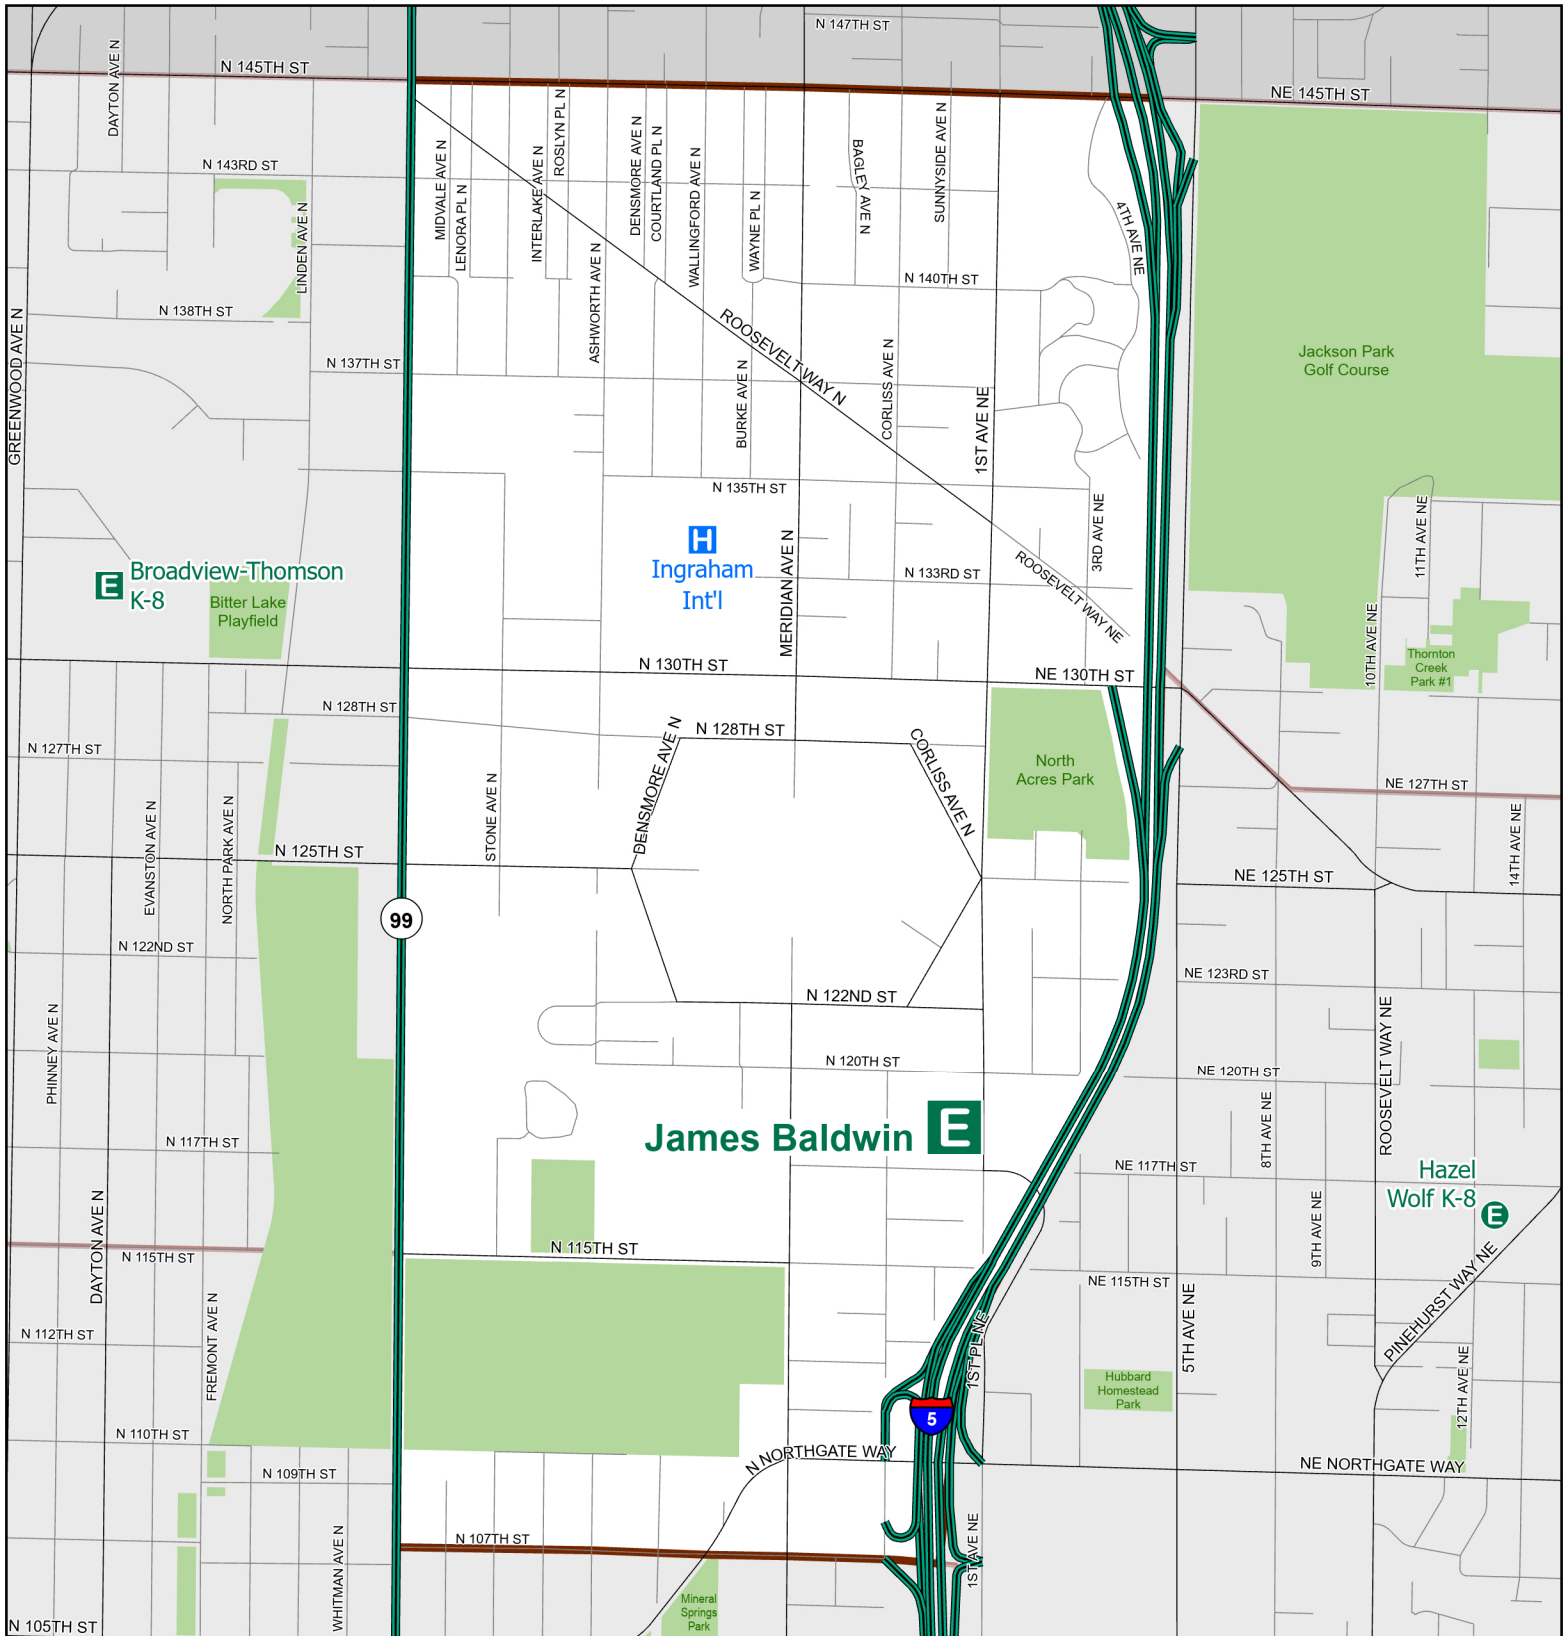 N 147TH ST
N 145TH ST
NE 145TH ST
DAYTON AVE N
N 143RD ST
LINDEN AVE N
MIDVALE AVE N
LENORA PL N
INTERLAKE AVE N
ROSLYN PL N
ASHWORTH AVE N
DENSMORE AVE N
COURTLAND PL N
WALLINGFORD AVE N
WAYNE PL N
BAGLEY AVE N
SUNNYSIDE AVE N
4TH AVE NE
N 140TH ST
N 138TH ST
GREENWOOD AVE N
N 137TH ST
ROOSEVELT WAY N
BURKE AVE N
CORLISS AVE N
1ST AVE NE
Jackson Park
Golf Course
N 135TH ST
3RD AVE NE
11TH AVE NE
H
Ingraham
Int'l
MERIDIAN AVE N
N 133RD ST
ROOSEVELT WAY NE
E
Broadview-Thomson
K-8
Bitter Lake
Playfield
10TH AVE NE
Thornton
Creek
Park #1
N 130TH ST
NE 130TH ST
N 128TH ST
N 128TH ST
DENSMORE AVE N
CORLISS AVE N
N 127TH ST
North
Acres Park
NE 127TH ST
STONE AVE N
EVANSTON AVE N
NORTH PARK AVE N
14TH AVE NE
N 125TH ST
NE 125TH ST
99
N 122ND ST
NE 123RD ST
N 122ND ST
PHINNEY AVE N
ROOSEVELT WAY NE
N 120TH ST
NE 120TH ST
James Baldwin
E
8TH AVE NE
N 117TH ST
NE 117TH ST
Hazel
Wolf K-8
E
DAYTON AVE N
9TH AVE NE
N 115TH ST
N 115TH ST
NE 115TH ST
PINEHURST WAY NE
5TH AVE NE
FREMONT AVE N
N 112TH ST
1ST PL NE
Hubbard
Homestead
Park
12TH AVE NE
5
N 110TH ST
N NORTHGATE WAY
NE NORTHGATE WAY
N 109TH ST
WHITMAN AVE N
N 107TH ST
1ST AVE NE
Mineral
Springs
Park
N 105TH ST